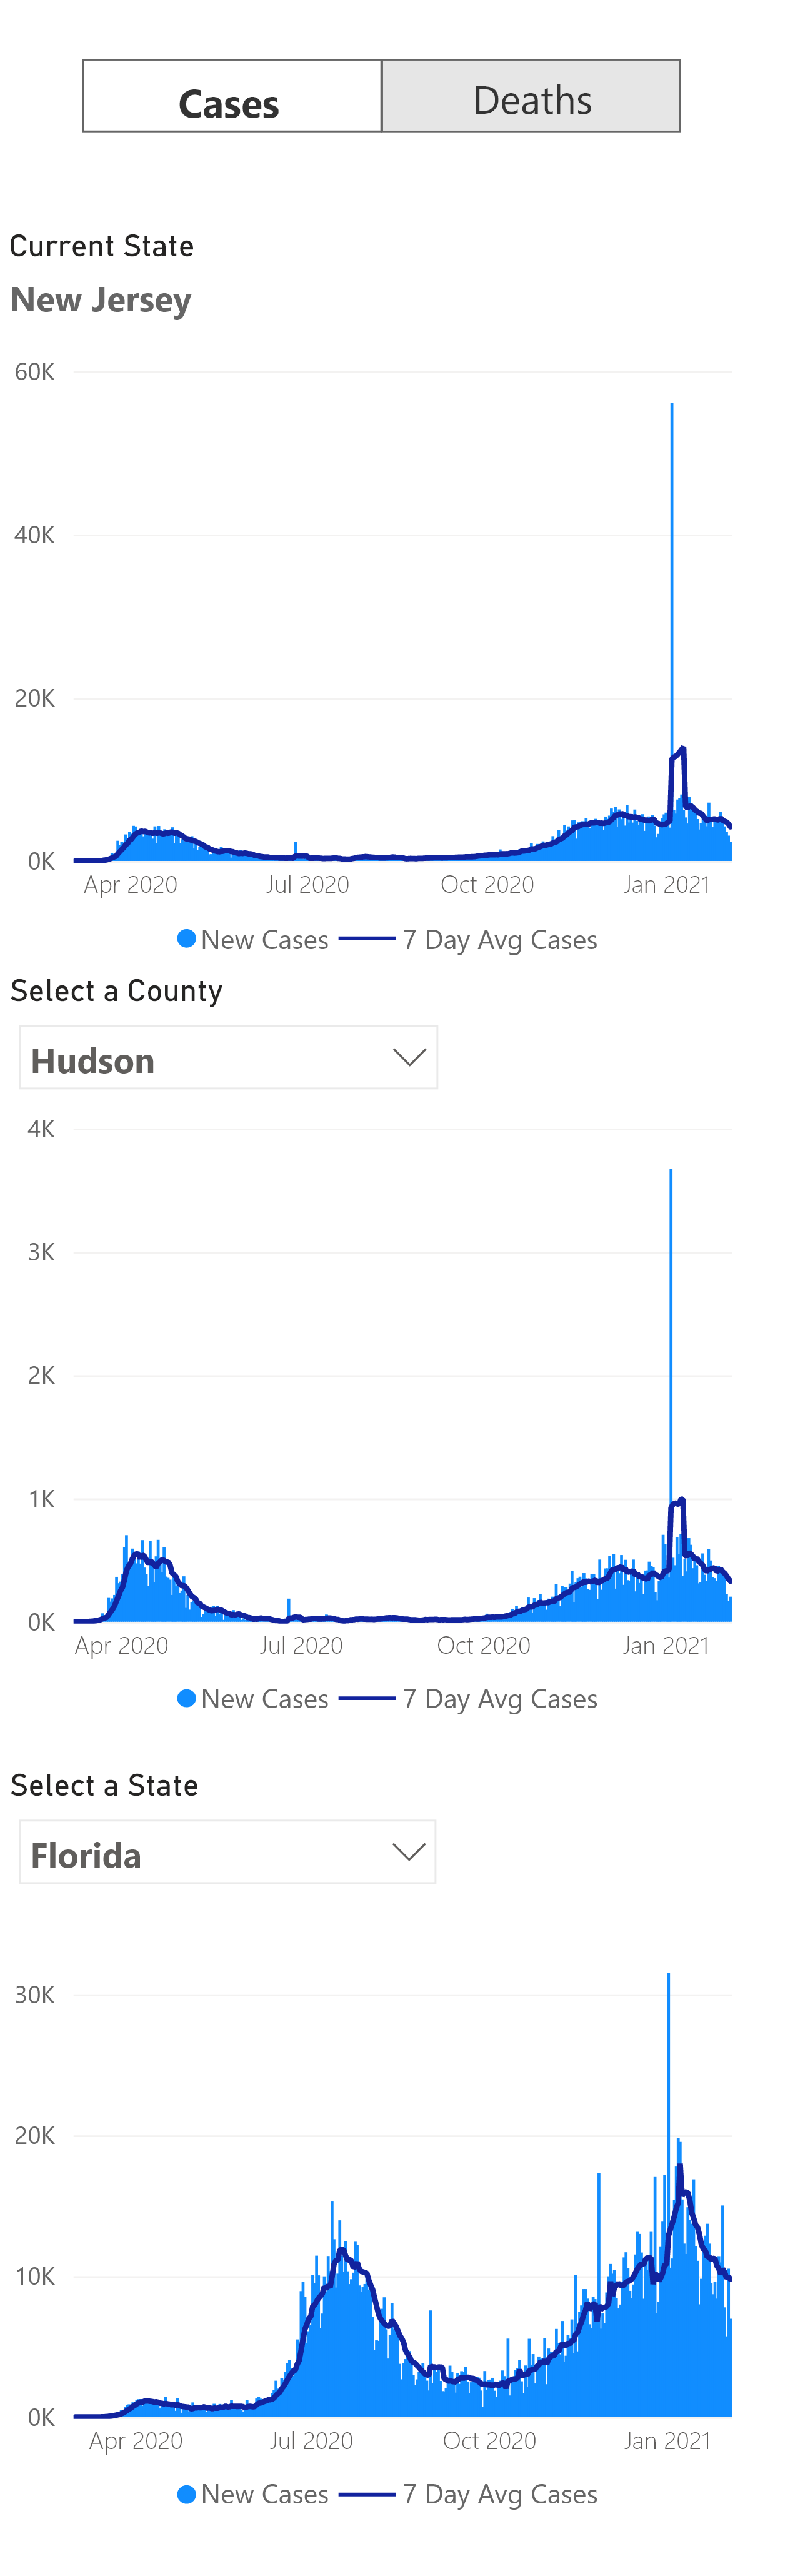 Cases Deaths
Current State
New Jersey
60K
40K
20K
0K
Apr 2020 Jul 2020 Oct 2020 Jan 2021
New Cases 7 Day Avg Cases
Select a County
Hudson
4K
3K
2K
1K
0K
Apr 2020 Jul 2020 Oct 2020 Jan 2021
New Cases 7 Day Avg Cases
Select a State
Florida
30K
20K
10K
0K
Apr 2020 Jul 2020 Oct 2020 Jan 2021
New Cases 7 Day Avg Cases